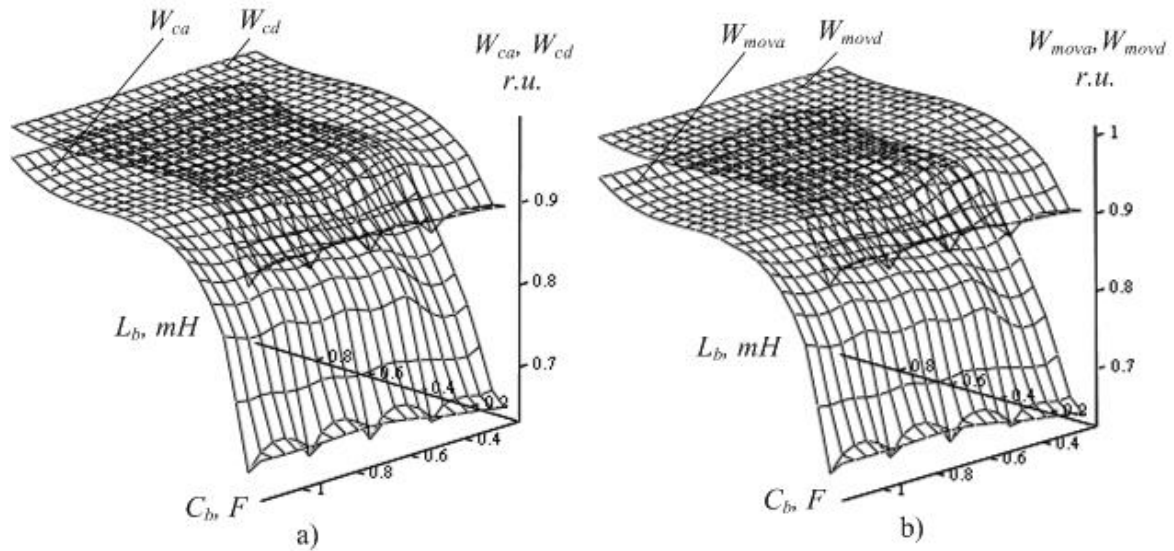 W_ca
W_cd
W_ca, W_cd
r.u.
0.9
0.8
0.7
L_b, mH
0.8
0.6
0.4
0.2
0.4
0.6
0.8
1
C_b, F
a)
W_mova
W_movd
W_mova, W_movd
r.u.
1
0.9
0.8
0.7
L_b, mH
0.8
0.6
0.4
0.2
0.4
0.6
0.8
1
C_b, F
b)